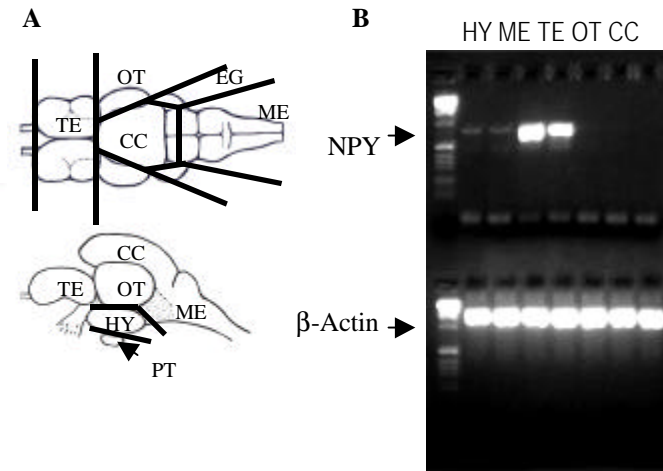 A
OT
EG
TE
ME
CC
CC
TE
OT
ME
HY
PT
B
HY ME TE OT CC
NPY
β-Actin